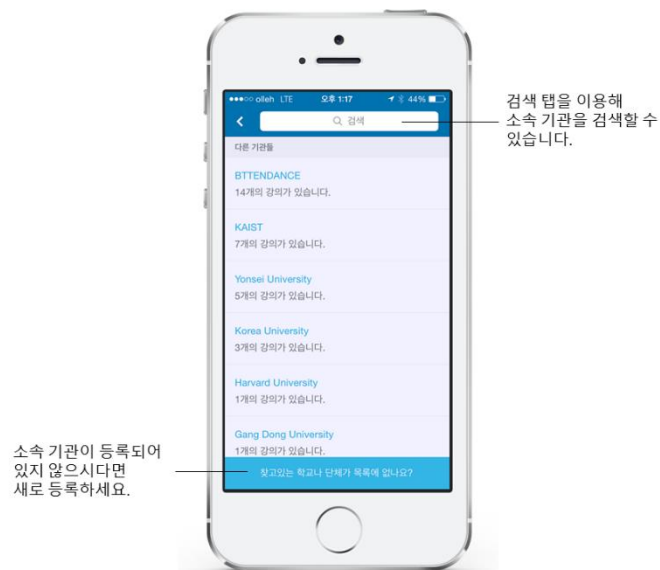 olleh LTE 오후 1:17 44%
검색
다른 기관들
BTTENDANCE
14개의 강의가 있습니다.
KAIST
7개의 강의가 있습니다.
Yonsei University
5개의 강의가 있습니다.
Korea University
3개의 강의가 있습니다.
Harvard University
1개의 강의가 있습니다.
Gang Dong University
1개의 강의가 있습니다.
찾고있는 학교나 단체가 목록에 없나요?
검색 탭을 이용해
소속 기관을 검색할 수
있습니다.
소속 기관이 등록되어
있지 않으시다면
새로 등록하세요.